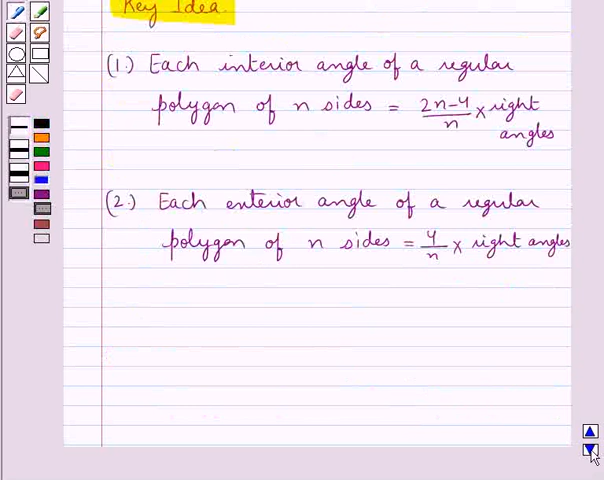 Key Idea.
(1.) Each interior angle of a regular
polygon of n sides = 2n-4/n × right
angles
(2.) Each enterior angle of a regular
polygon of n sides = 4/n × right angles